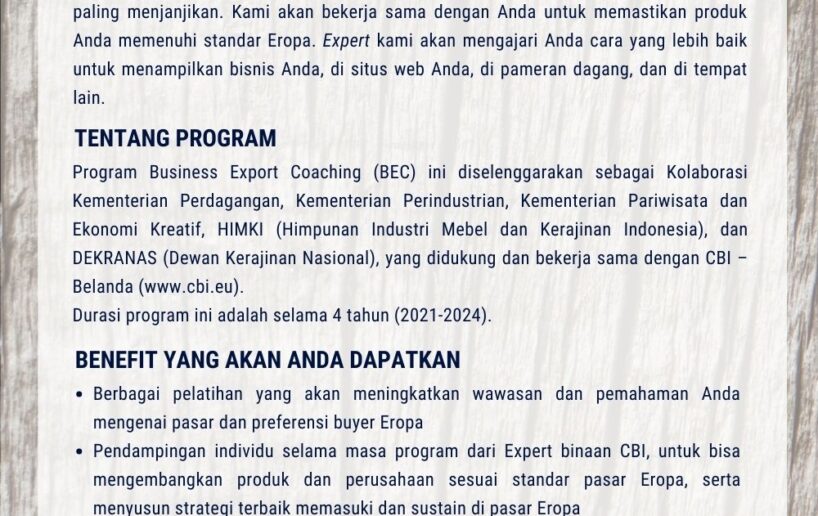 paling menjanjikan. Kami akan bekerja sama dengan Anda untuk memastikan produk
Anda memenuhi standar Eropa. Expert kami akan mengajari Anda cara yang lebih baik
untuk menampilkan bisnis Anda, di situs web Anda, di pameran dagang, dan di tempat
lain.
TENTANG PROGRAM
Program Business Export Coaching (BEC) ini diselenggarakan sebagai Kolaborasi
Kementerian Perdagangan, Kementerian Perindustrian, Kementerian Pariwisata dan
Ekonomi Kreatif, HIMKI (Himpunan Industri Mebel dan Kerajinan Indonesia), dan
DEKRANAS (Dewan Kerajinan Nasional), yang didukung dan bekerja sama dengan CBI –
Belanda (www.cbi.eu).
Durasi program ini adalah selama 4 tahun (2021-2024).
BENEFIT YANG AKAN ANDA DAPATKAN
• Berbagai pelatihan yang akan meningkatkan wawasan dan pemahaman Anda
mengenai pasar dan preferensi buyer Eropa
• Pendampingan individu selama masa program dari Expert binaan CBI, untuk bisa
mengembangkan produk dan perusahaan sesuai standar pasar Eropa, serta
menyusun strategi terbaik memasuki dan sustain di pasar Eropa